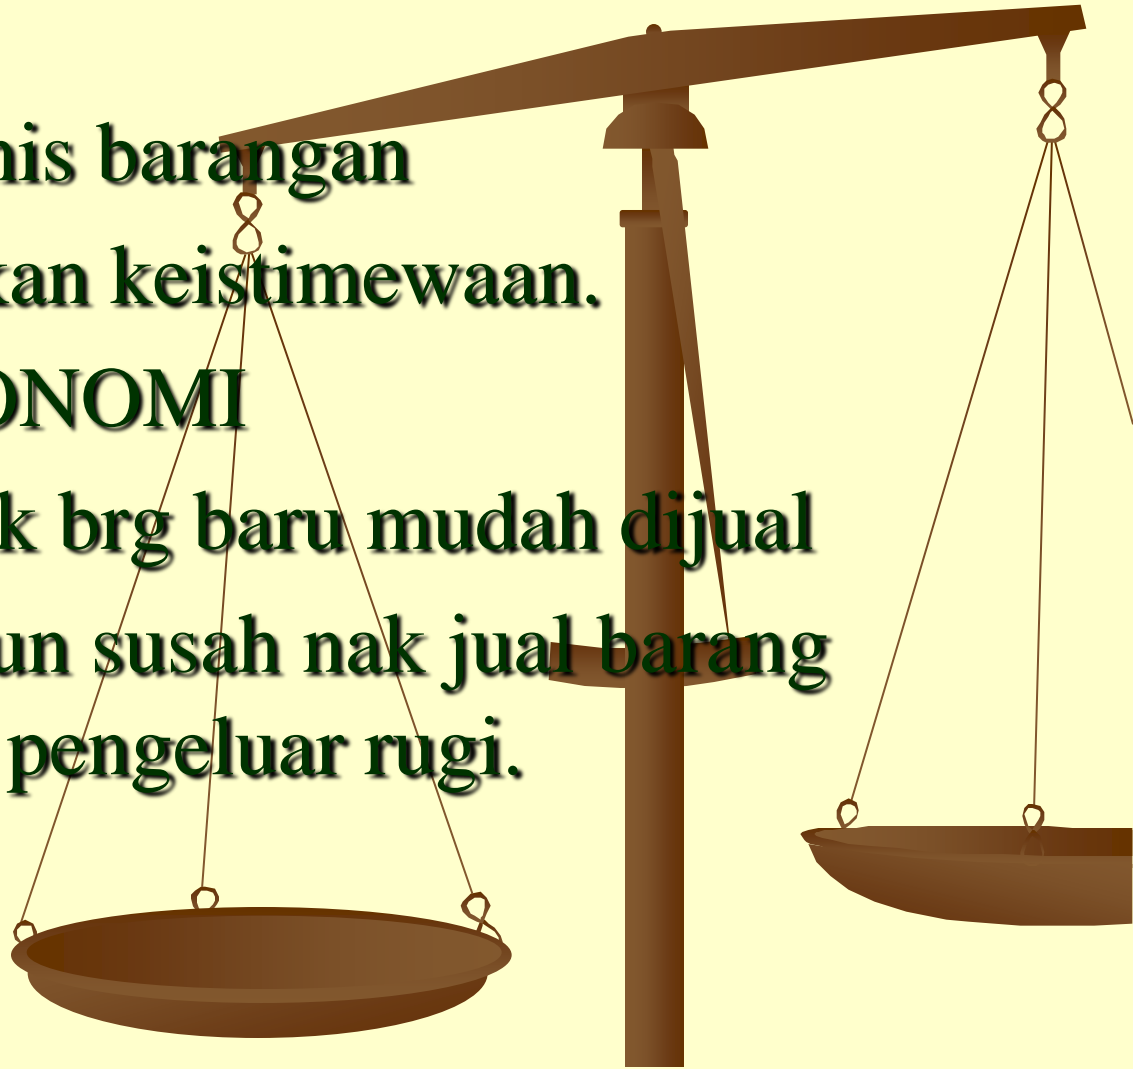 nis barangan
kan keistimewaan.
ONOMI
k brg baru mudah dijual
un susah nak jual barang
pengeluar rugi.